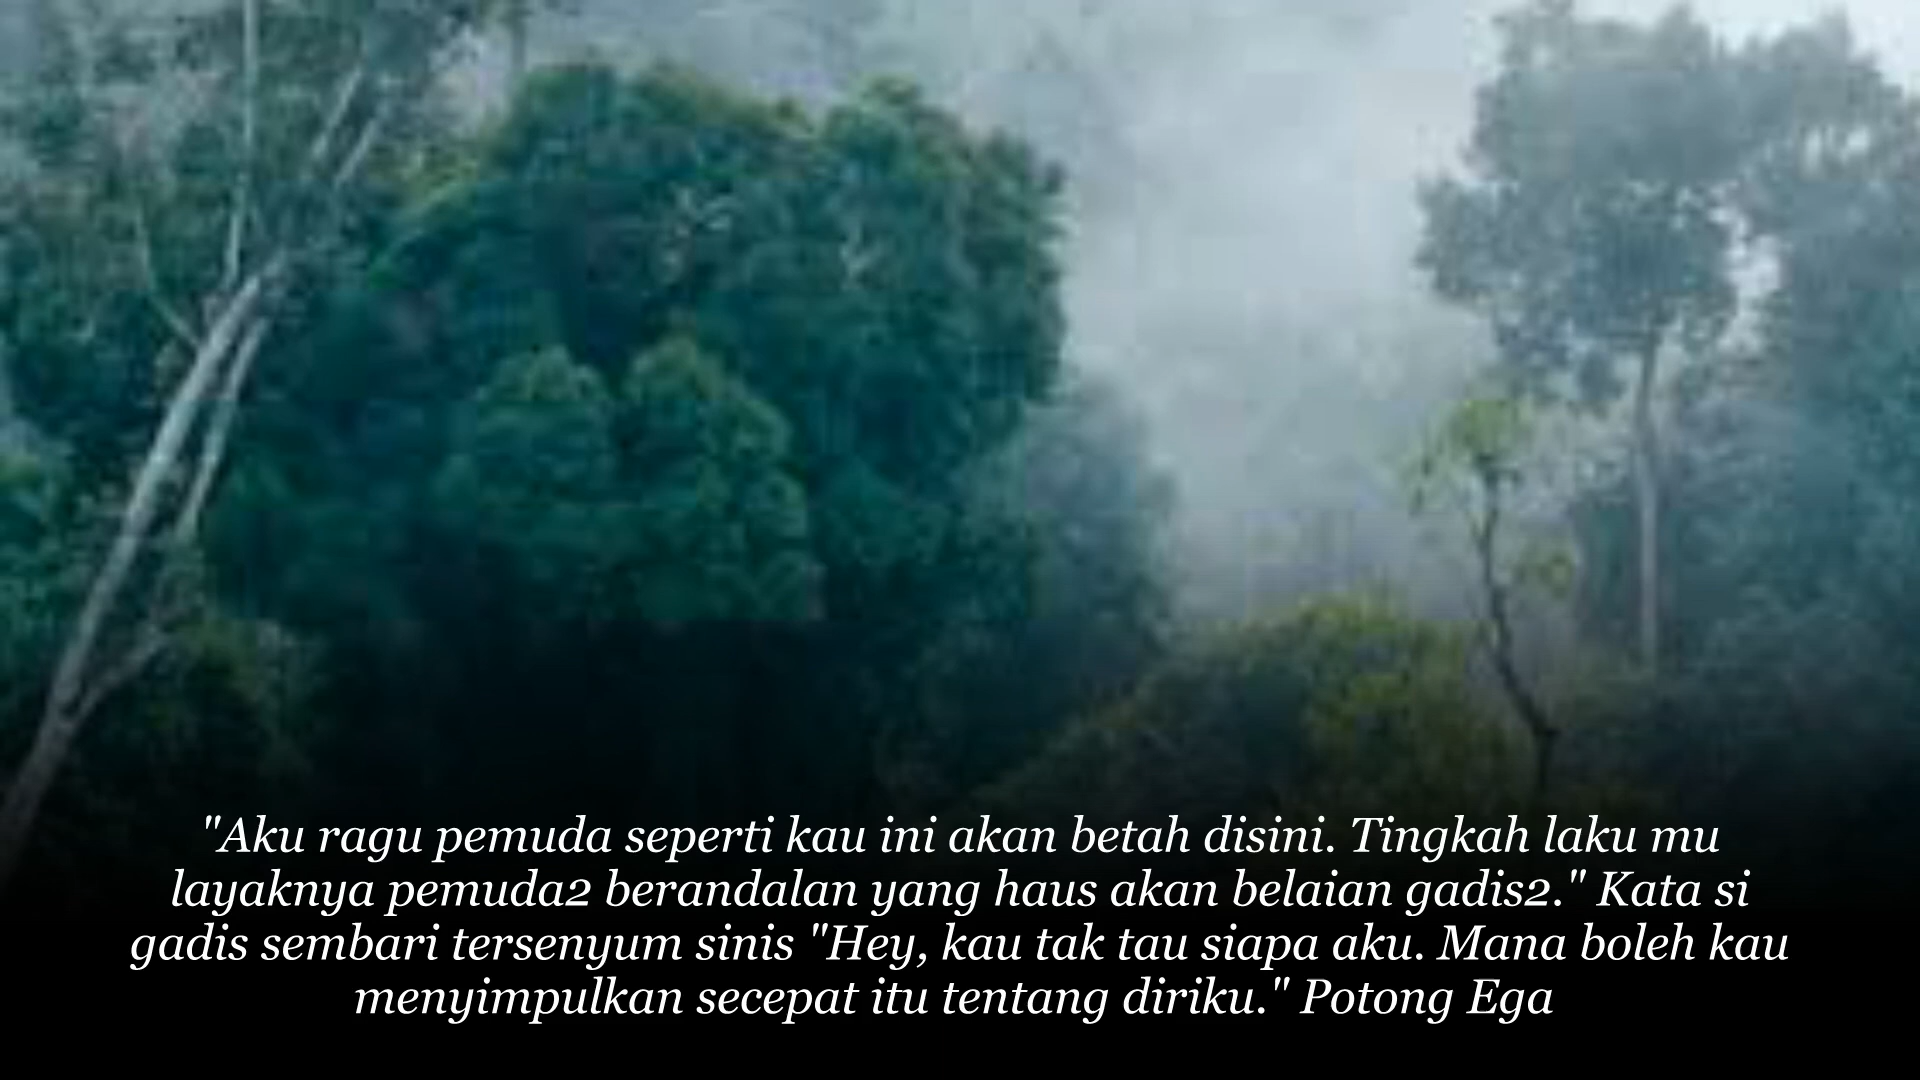 "Aku ragu pemuda seperti kau ini akan betah disini. Tingkah laku mu
layaknya pemuda2 berandalan yang haus akan belaian gadis2." Kata si
gadis sembari tersenyum sinis "Hey, kau tak tau siapa aku. Mana boleh kau
menyimpulkan secepat itu tentang diriku." Potong Ega